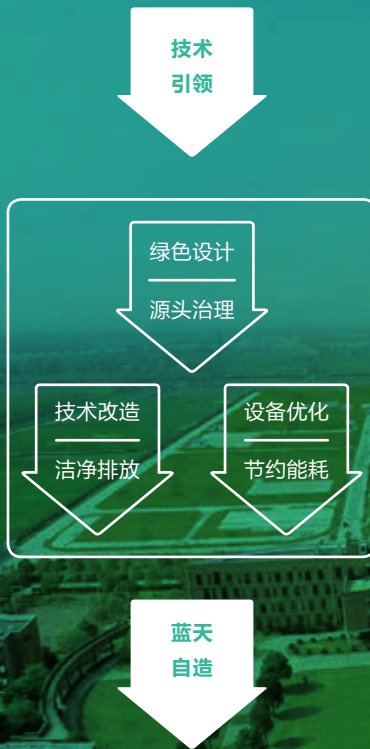 技术
引领
绿色设计
源头治理
技术改造
洁净排放
设备优化
节约能耗
蓝天
自造